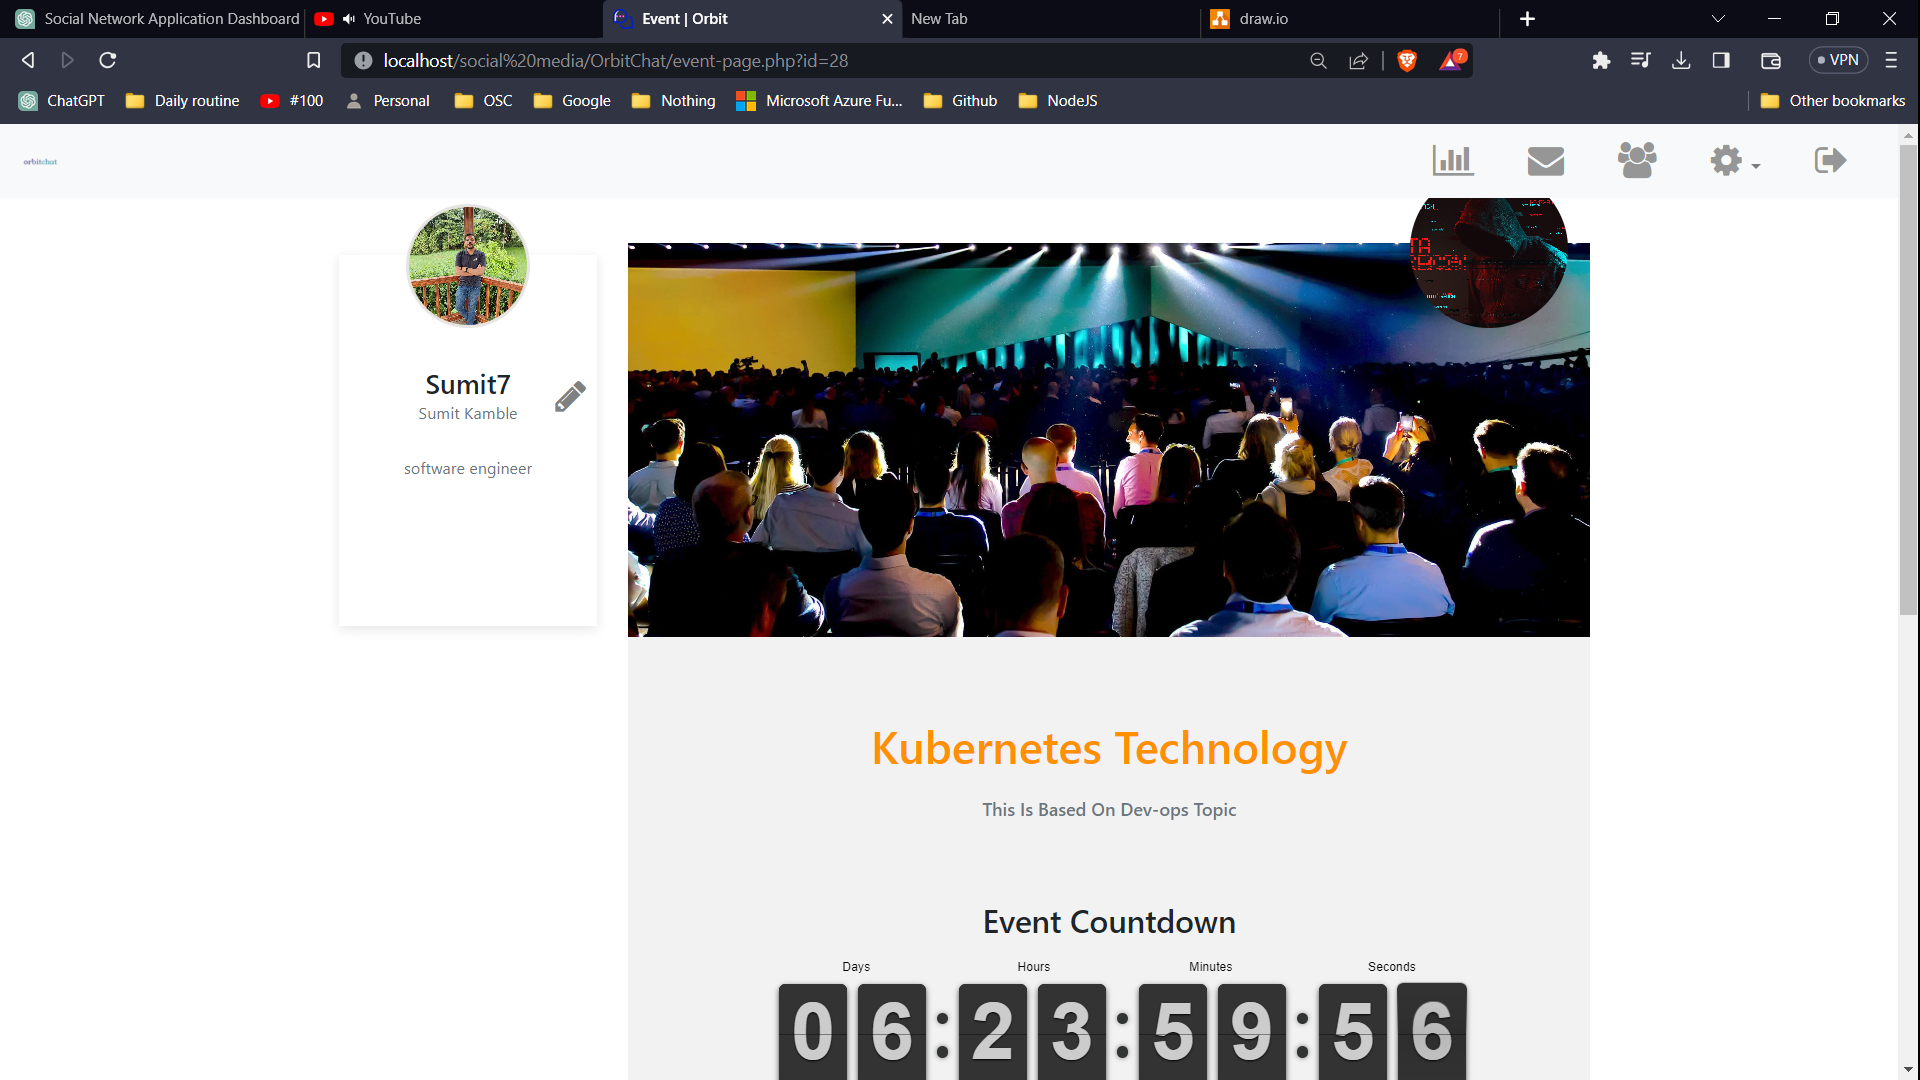 Social Network Application Dashboard
YouTube
Event | Orbit
New Tab
draw.io
localhost/social%20media/OrbitChat/event-page.php?id=28
7
VPN
ChatGPT
Daily routine
#100
Personal
OSC
Google
Nothing
Microsoft Azure Fu...
Github
NodeJS
Other bookmarks
orbitchat
Sumit7
Sumit Kamble
software engineer
Kubernetes Technology
This Is Based On Dev-ops Topic
Event Countdown
Days Hours Minutes Seconds
06:23:59:56